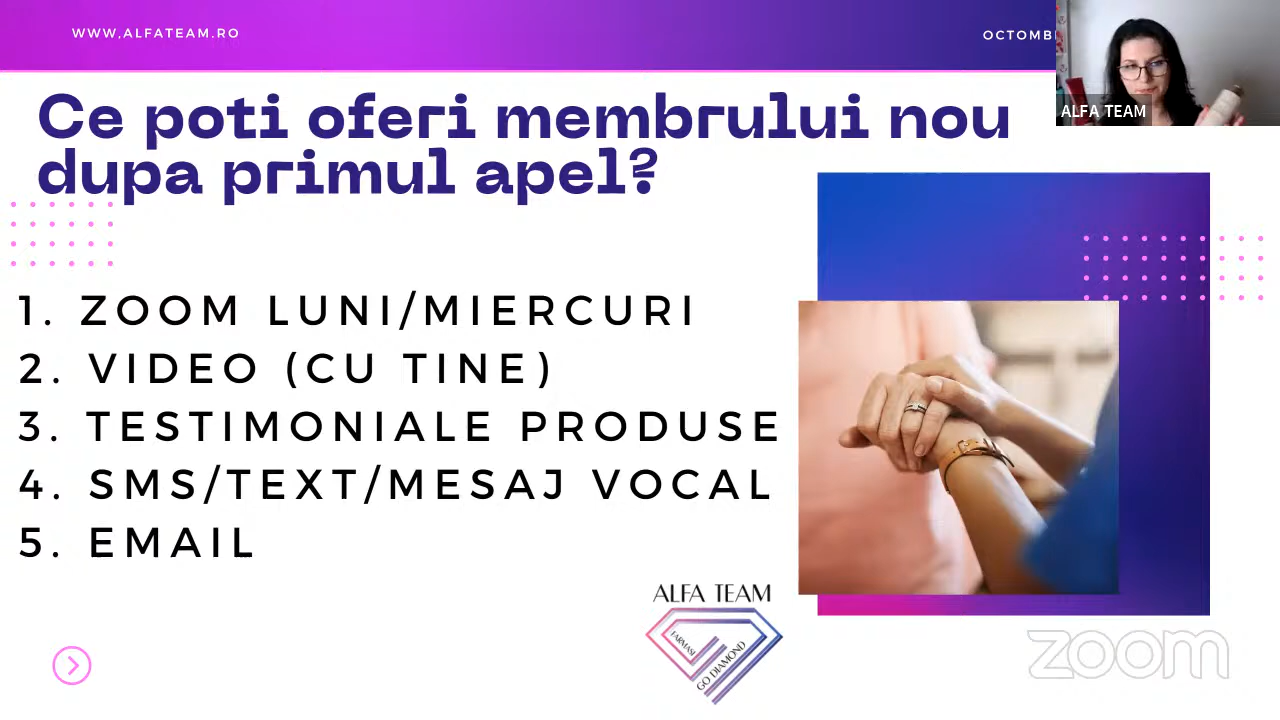 WWW.ALFATEAM.RO
ALFA TEAM
Ce poti oferi membrului nou
dupa primul apel?
1. ZOOM LUNI/MIERCURI
2. VIDEO (CU TINE)
3. TESTIMONIALE PRODUSE
4. SMS/TEXT/MESAJ VOCAL
5. EMAIL
ALFA TEAM
FARMASI
GO DIAMOND
zoom